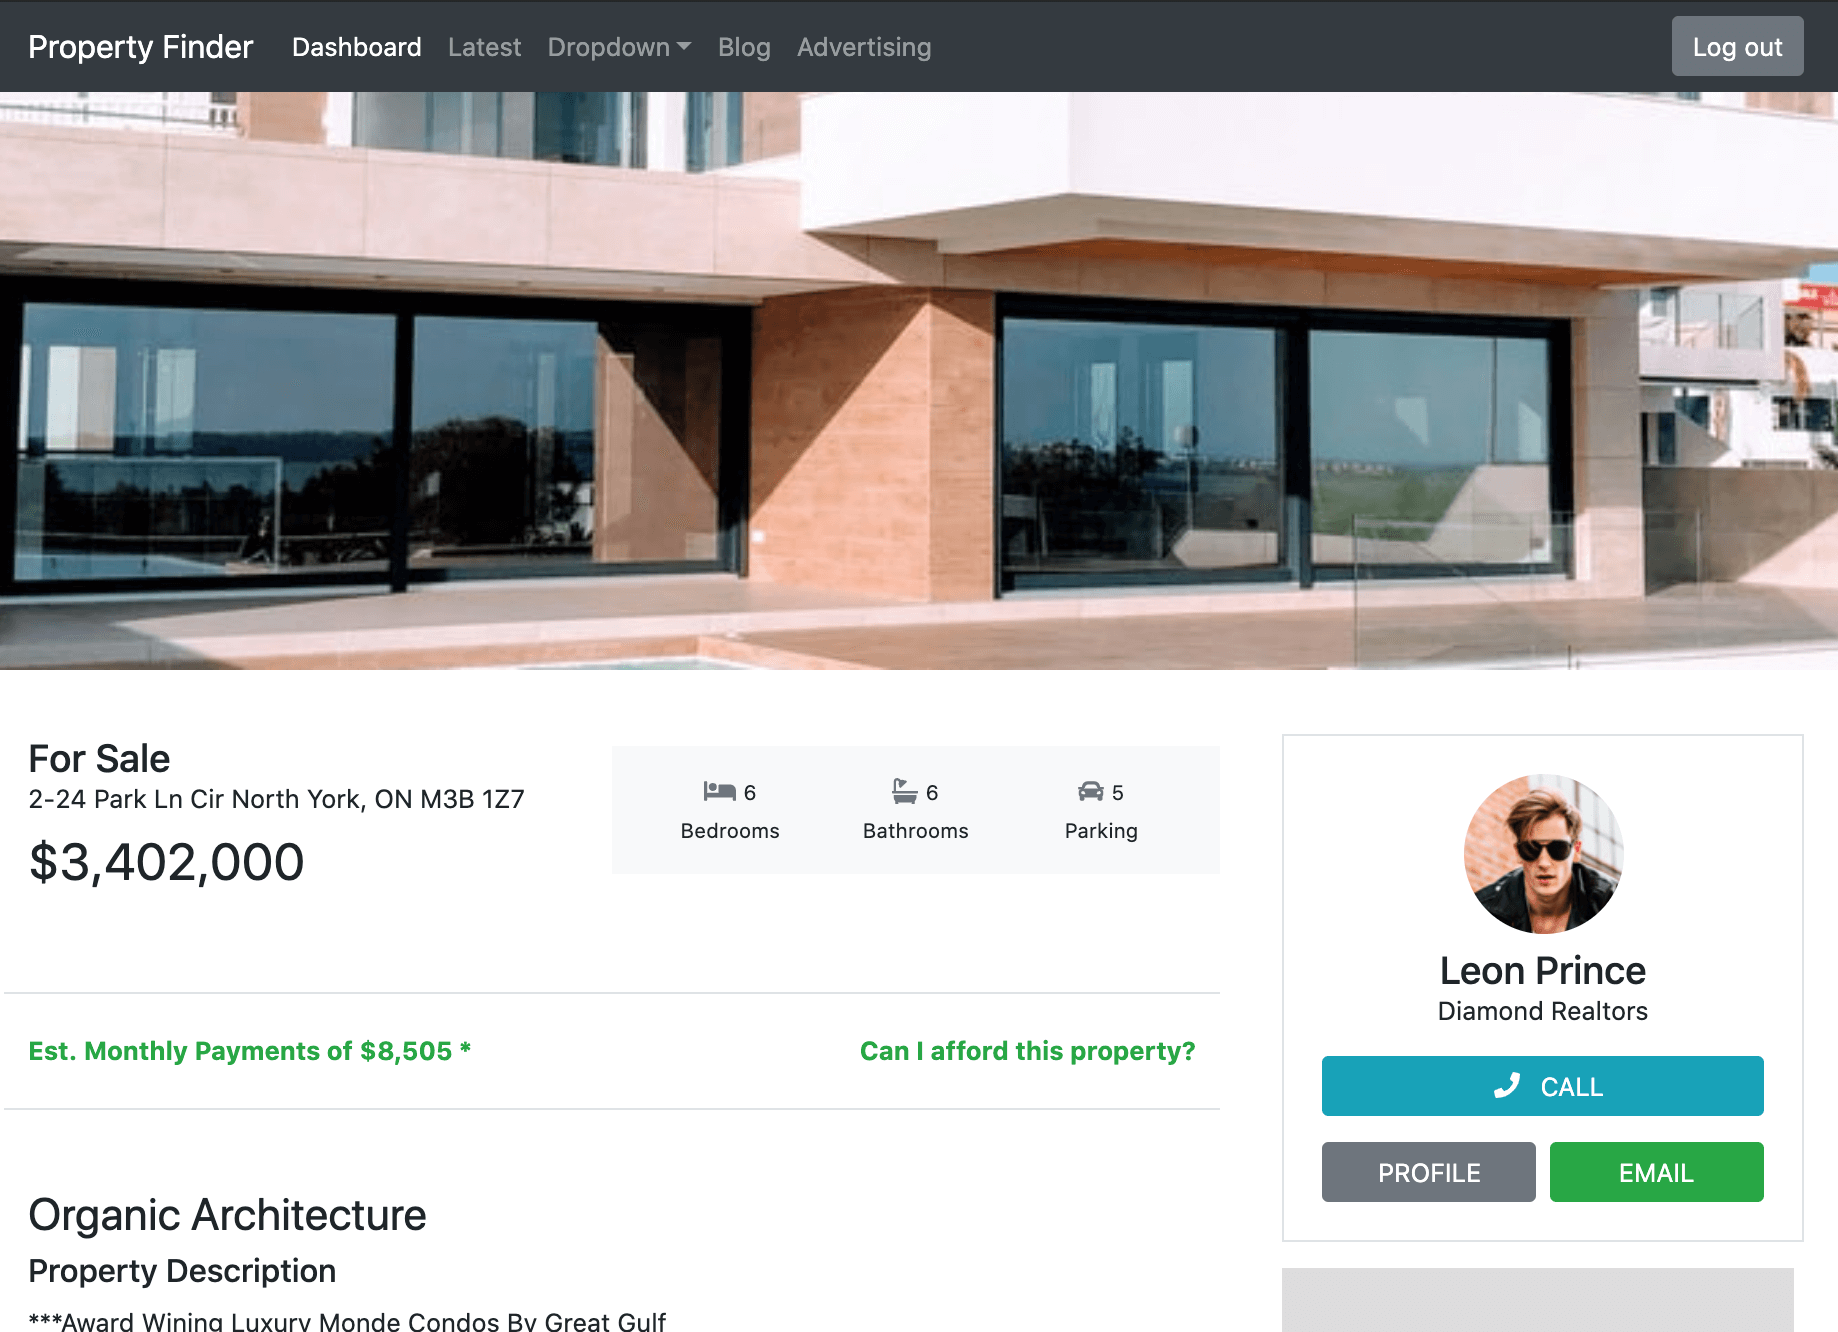 Property Finder Dashboard Latest Dropdown Blog Advertising Log out
For Sale
2-24 Park Ln Cir North York, ON M3B 1Z7
$3,402,000
6 6 5
Bedrooms Bathrooms Parking
Est. Monthly Payments of $8,505 * Can I afford this property?
Organic Architecture
Property Description
***Award Wining Luxury Monde Condos By Great Gulf
Leon Prince
Diamond Realtors
CALL
PROFILE EMAIL